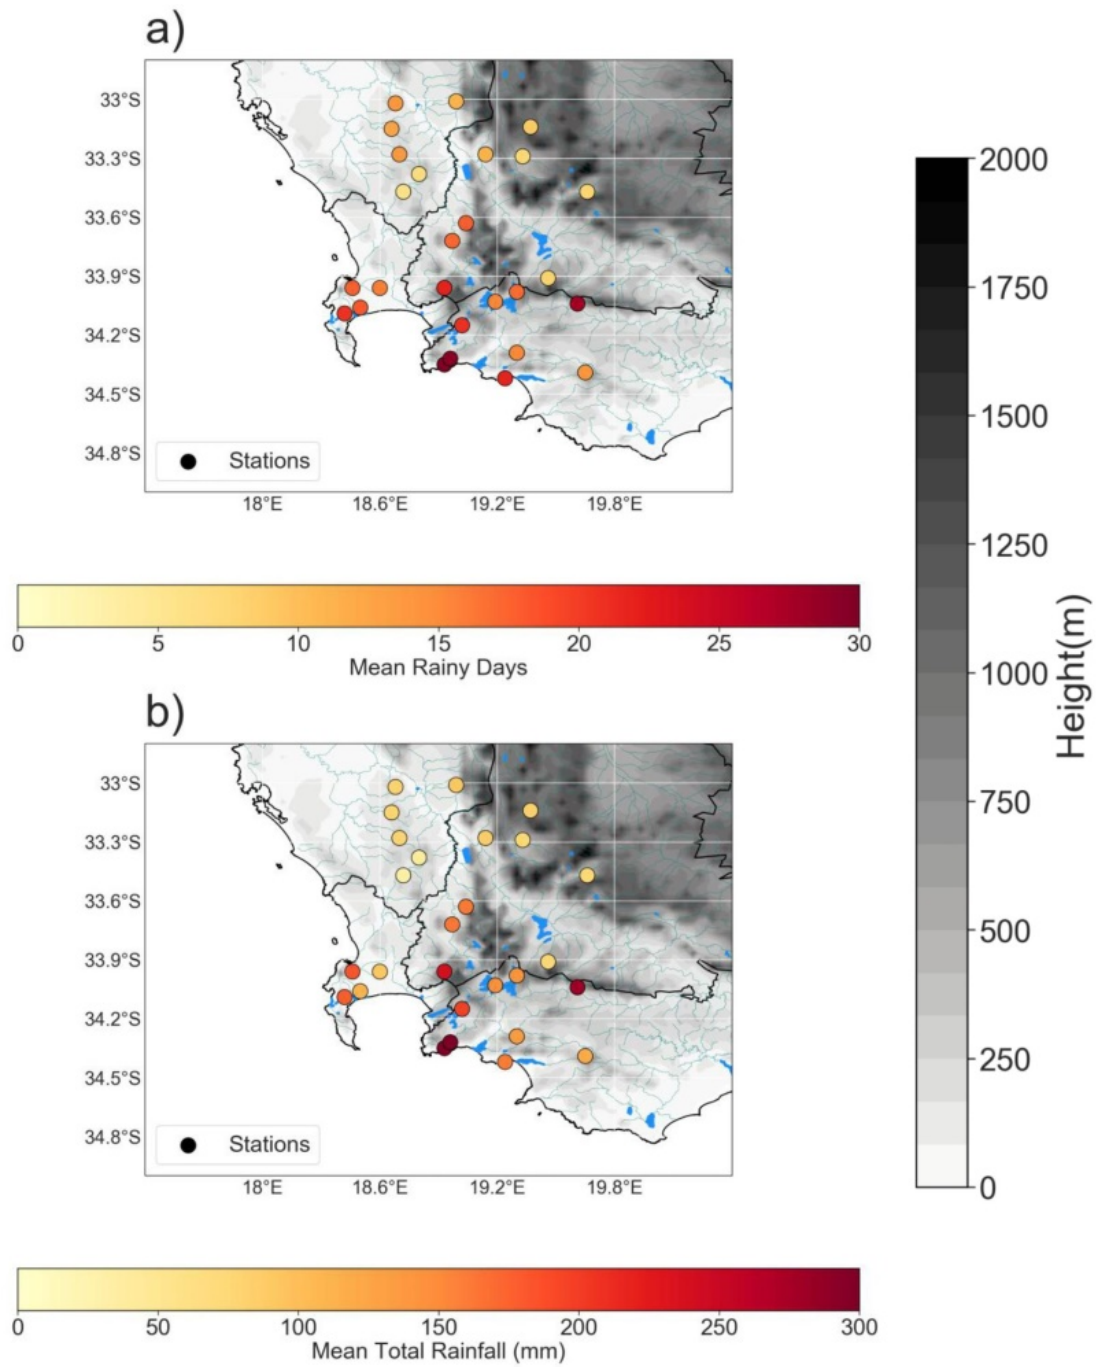 a)
33°S
33.3°S
33.6°S
33.9°S
34.2°S
34.5°S
34.8°S
Stations
18°E 18.6°E 19.2°E 19.8°E
0 5 10 15 20 25 30
Mean Rainy Days
b)
33°S
33.3°S
33.6°S
33.9°S
34.2°S
34.5°S
34.8°S
Stations
18°E 18.6°E 19.2°E 19.8°E
0 50 100 150 200 250 300
Mean Total Rainfall (mm)
2000
1750
1500
1250
1000
750
500
250
0
Height(m)